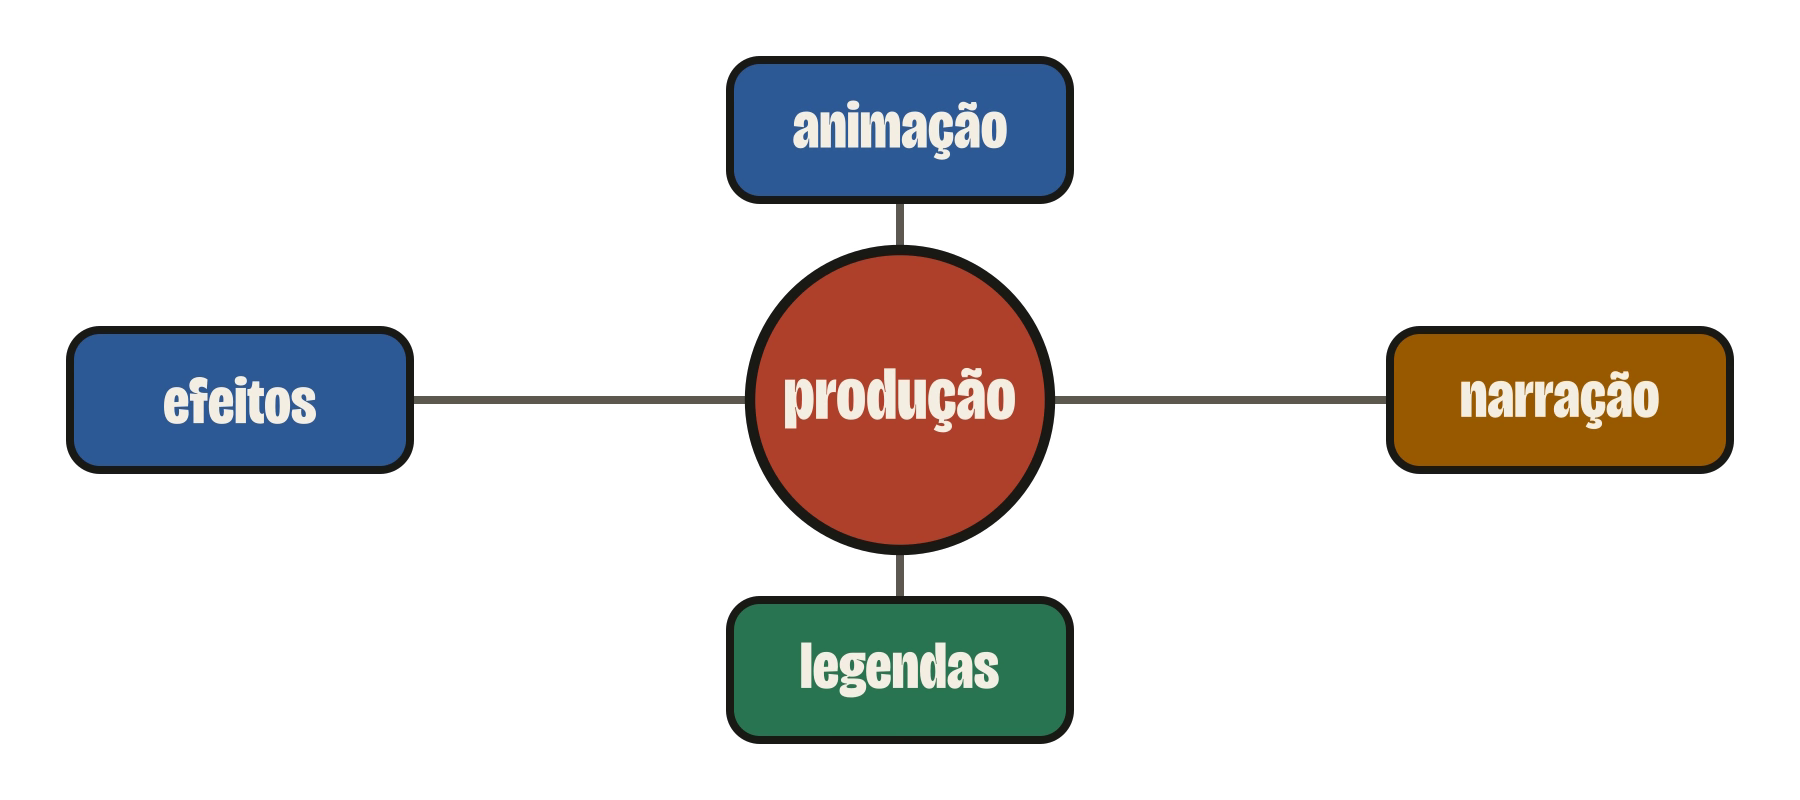 animação
efeitos
produção
narração
legendas